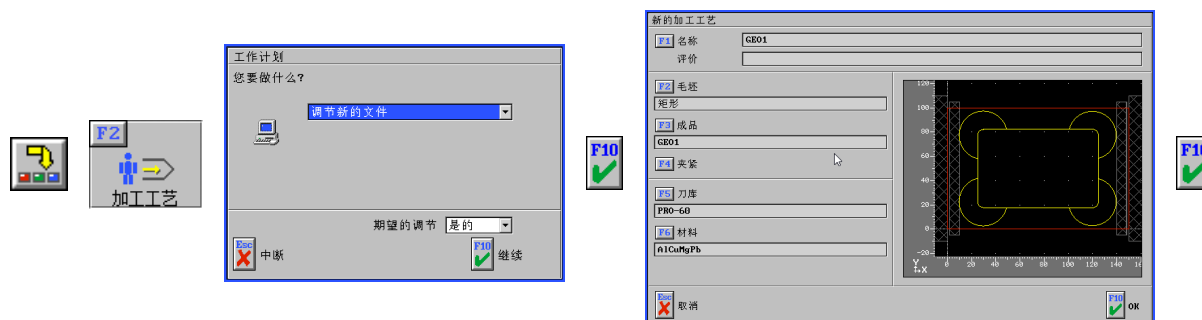 F2
加工工艺
工作计划
您要做什么?
调节新的文件
期望的调节 是的
Esc 中断
F10 继续
F10
新的加工工艺
F1 名称 GEO1
评价
F2 毛坯
矩形
F3 成品
GEO1
F4 夹紧
F5 刀库
PRO-60
F6 材料
AlCuMgPb
120
100
80
60
40
20
0
-20
Y
X
0 20 40 60 80 100 120 140 16
Esc 取消
F10 OK
F10